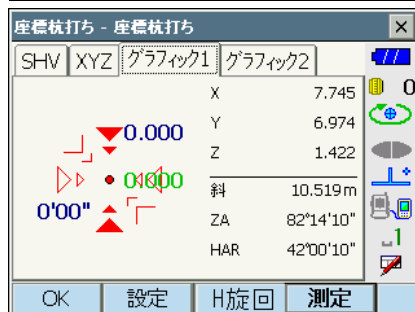 座標杭打ち - 座標杭打ち
SHV XYZ グラフィック1 グラフィック2
X 7.745
0
Y 6.974
0.000
Z 1.422
0.000
斜 10.519m
0'00"
ZA 82°14'10"
HAR 42°00'10"
1
OK 設定 H旋回 測定